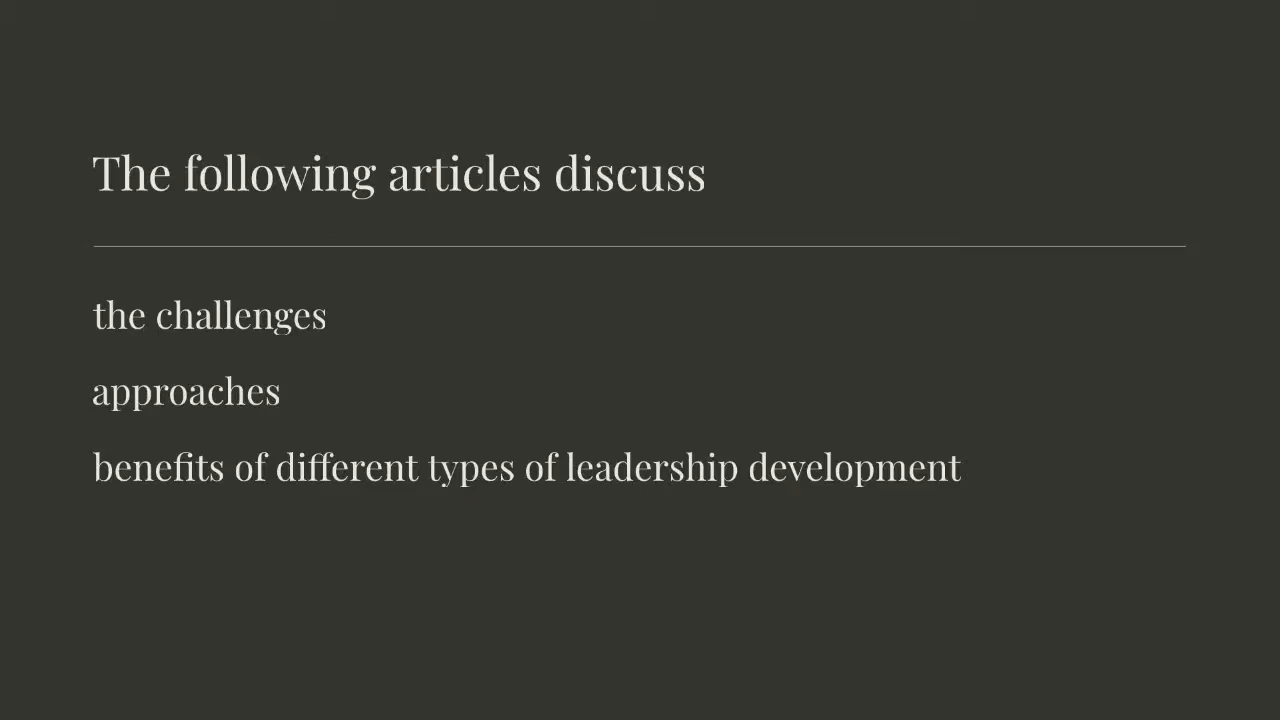 The following articles discuss
the challenges
approaches
benefits of different types of leadership development